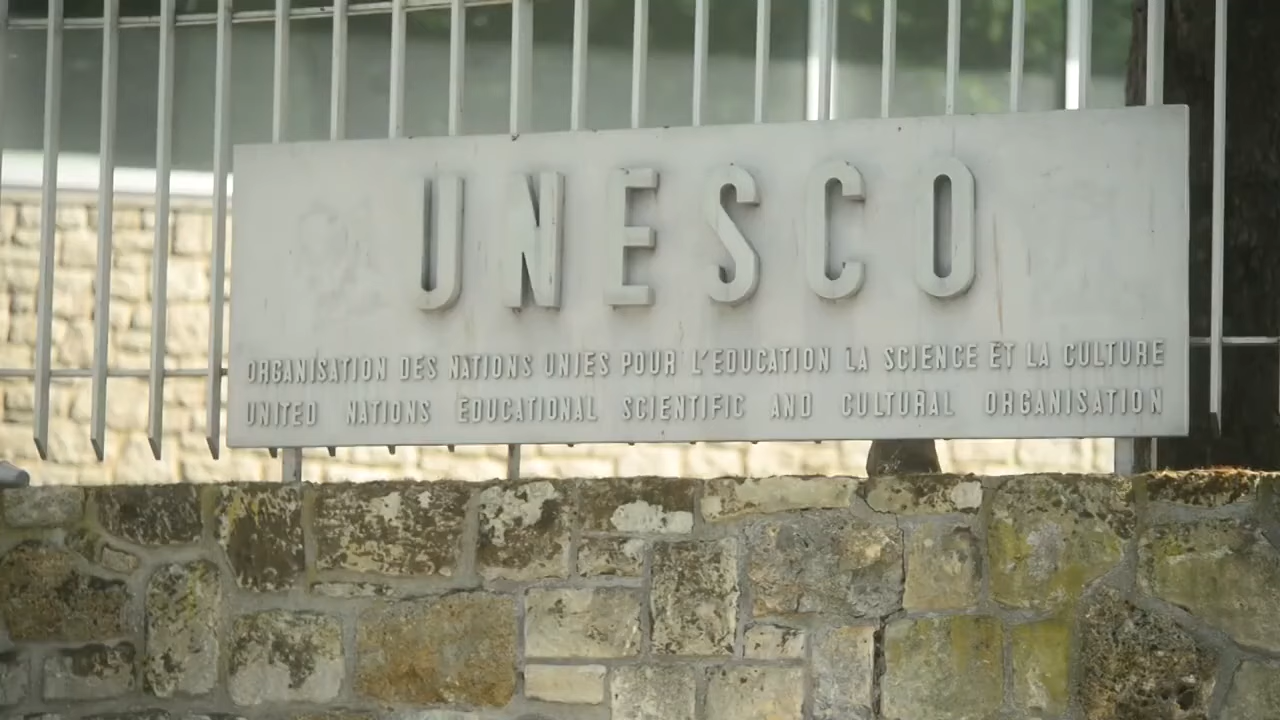 UNESCO
ORGANISATION DES NATIONS UNIES POUR L'EDUCATION LA SCIENCE ET LA CULTURE
UNITED NATIONS EDUCATIONAL SCIENTIFIC AND CULTURAL ORGANISATION